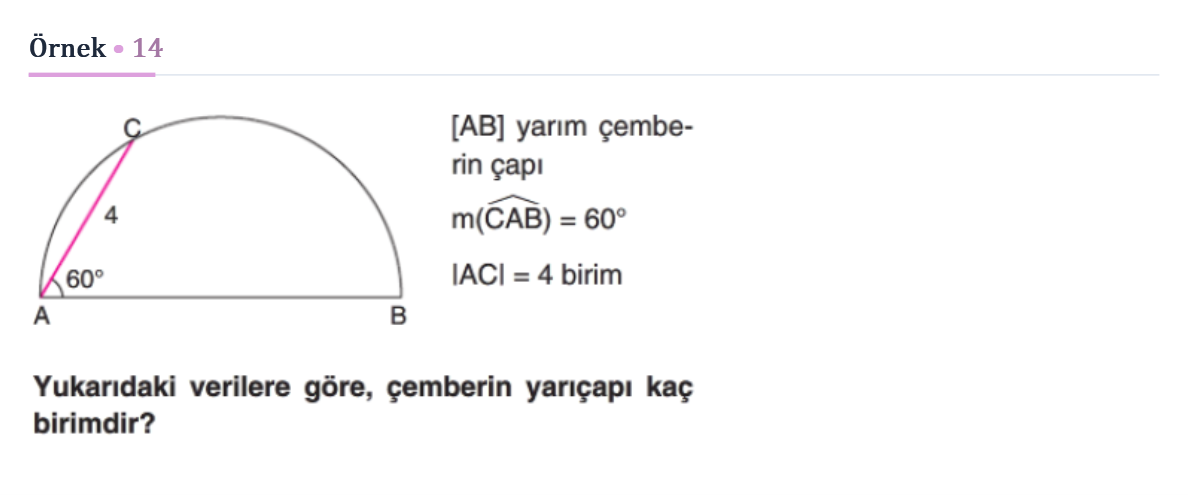 Örnek • 14
C
4
60°
A
B
[AB] yarım çembe-
rin çapı
m(CAB) = 60°
|AC| = 4 birim
Yukarıdaki verilere göre, çemberin yarıçapı kaç
birimdir?